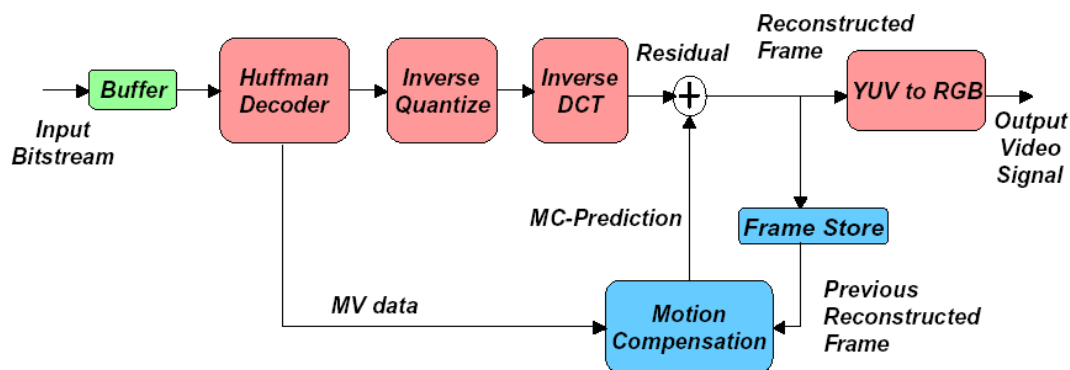 Reconstructed
Frame
Residual
Buffer
Huffman
Decoder
Inverse
Quantize
Inverse
DCT
+
YUV to RGB
Input
Bitstream
Output
Video
Signal
MC-Prediction
Frame Store
MV data
Motion
Compensation
Previous
Reconstructed
Frame